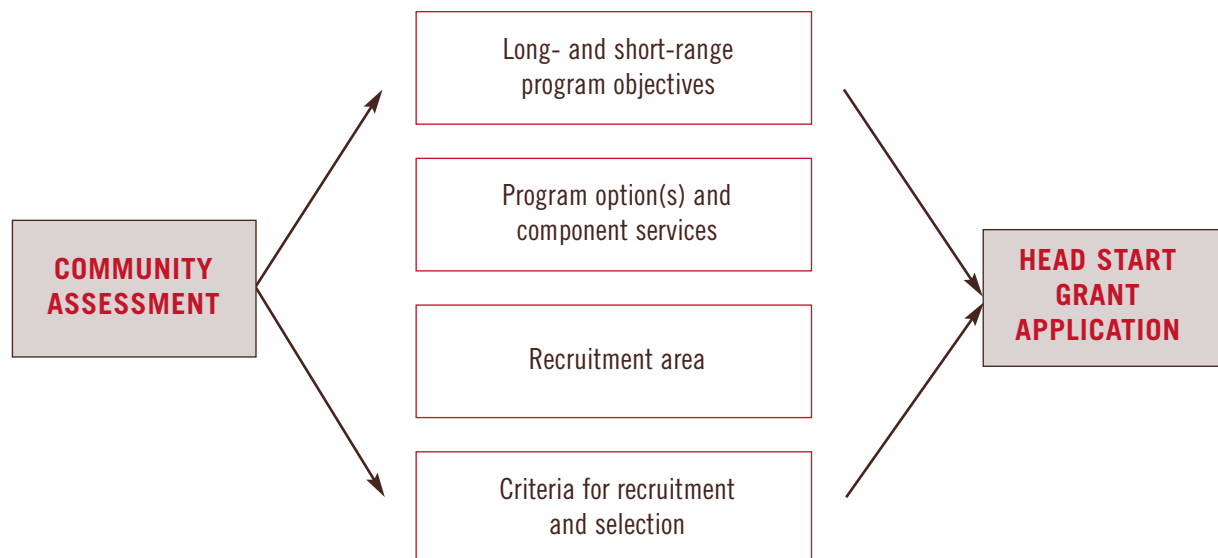 Long- and short-range
program objectives
Program option(s) and
component services
COMMUNITY
ASSESSMENT
HEAD START
GRANT
APPLICATION
Recruitment area
Criteria for recruitment
and selection